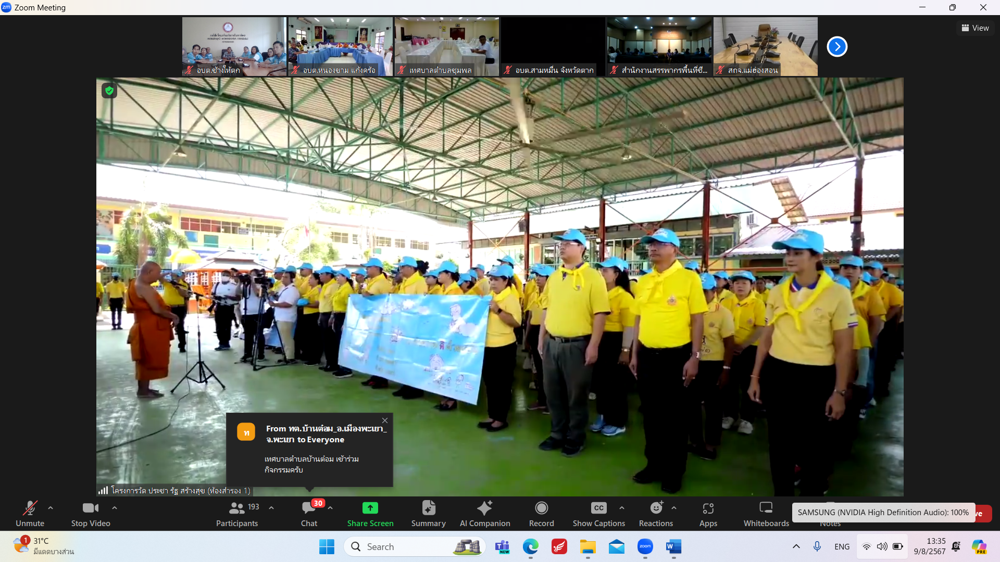 Zoom Meeting
View
อบต.ช้างให้ตก
อบต.หนองขาม แก้งคร้อ
เทศบาลตำบลชุมพล
อบต.สามหมื่น จังหวัดตาก
สำนักงานสรรพากรพื้นที่ชั...
สถจ.แม่ฮ่องสอน
From ทต.บ้านต๋อม_อ.เมืองพะเยา_
จ.พะเยา to Everyone
เทศบาลตำบลบ้านต๋อม เข้าร่วม
กิจกรรมครับ
โครงการวัด ประชา รัฐ สร้างสุข (ห้องสำรอง 1)
Unmute
Stop Video
193
Participants
30
Chat
Share Screen
Summary
AI Companion
Record
CC
Show Captions
Reactions
Apps
Whiteboards
Notes
SAMSUNG (NVIDIA High Definition Audio): 100%
1
31°C
มีแดดบางส่วน
Search
NEW
zoom
ENG
13:35
9/8/2567
PRE